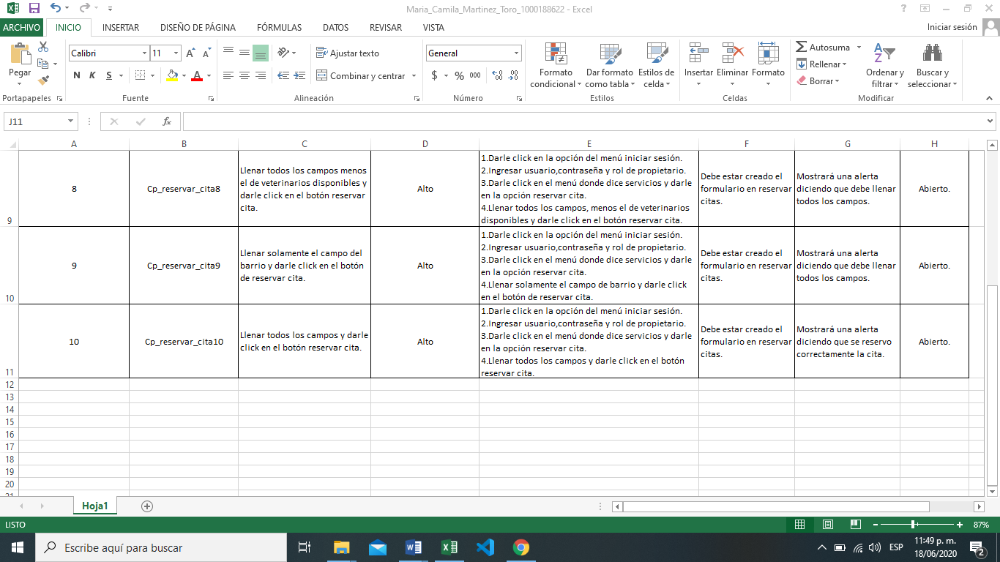 Maria_Camila_Martinez_Toro_1000188622 - Excel
ARCHIVO INICIO INSERTAR DISEÑO DE PÁGINA FÓRMULAS DATOS REVISAR VISTA Iniciar sesión
Pegar
Portapapeles
Calibri 11
N K S
Fuente
Ajustar texto
Combinar y centrar
Alineación
General
$ % 000
Número
Formato condicional
Dar formato como tabla
Estilos de celda
Estilos
Insertar Eliminar Formato
Celdas
Autosuma
Rellenar
Borrar
Ordenar y filtrar
Buscar y seleccionar
Modificar
J11 fx
A B C D E F G H
9
8
Cp_reservar_cita8
Llenar todos los campos menos
el de veterinarios disponibles y
darle click en el botón reservar
cita.
Alto
1.Darle click en la opción del menú iniciar sesión.
2.Ingresar usuario,contraseña y rol de propietario.
3.Darle click en el menú donde dice servicios y darle
en la opción reservar cita.
4.Llenar todos los campos, menos el de veterinarios
disponibles y darle click en el botón reservar cita.
Debe estar creado el
formulario en reservar
citas.
Mostrará una alerta
diciendo que debe llenar
todos los campos.
Abierto.
10
9
Cp_reservar_cita9
Llenar solamente el campo del
barrio y darle click en el botón
de reservar cita.
Alto
1.Darle click en la opción del menú iniciar sesión.
2.Ingresar usuario,contraseña y rol de propietario.
3.Darle click en el menú donde dice servicios y darle
en la opción reservar cita.
4.Llenar solamente el campo de barrio y darle click
en el botón de reservar cita.
Debe estar creado el
formulario en reservar
citas.
Mostrará una alerta
diciendo que debe llenar
todos los campos.
Abierto.
11
10
Cp_reservar_cita10
Llenar todos los campos y darle
click en el botón reservar cita.
Alto
1.Darle click en la opción del menú iniciar sesión.
2.Ingresar usuario,contraseña y rol de propietario.
3.Darle click en el menú donde dice servicios y darle
en la opción reservar cita.
4.Llenar todos los campos y darle click en el botón
reservar cita.
Debe estar creado el
formulario en reservar
citas.
Mostrará una alerta
diciendo que se reservo
correctamente la cita.
Abierto.
12
13
14
15
16
17
18
19
20
21
Hoja1
LISTO 87%
Escribe aquí para buscar
ESP
11:49 p. m.
18/06/2020
2